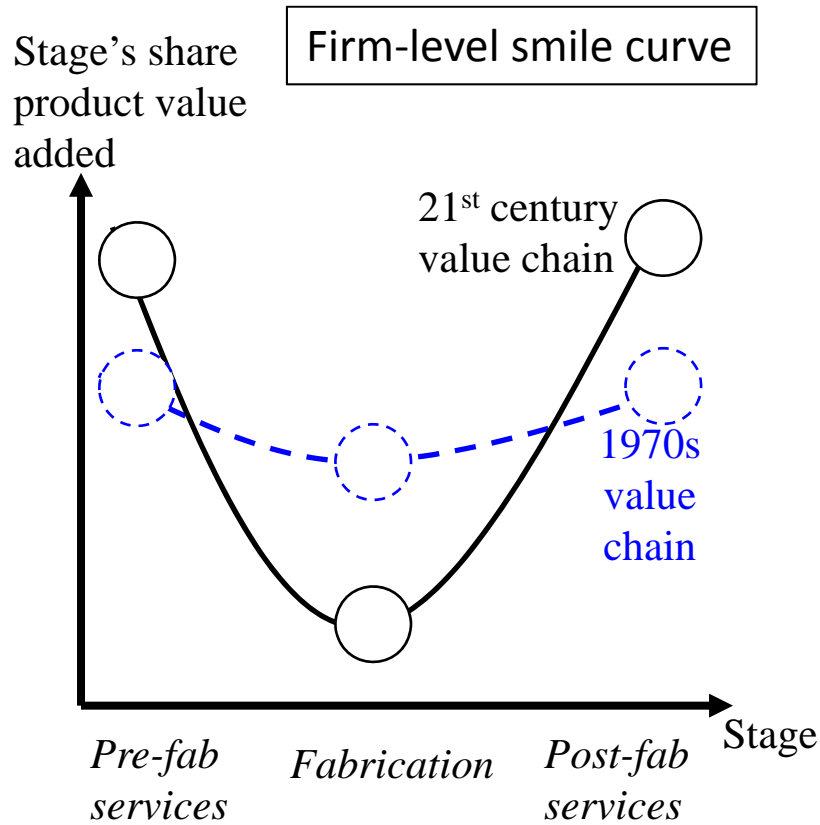 Firm-level smile curve
Stage’s share
product value
added
21st century
value chain
1970s
value
chain
Stage
Pre-fab
services
Fabrication
Post-fab
services